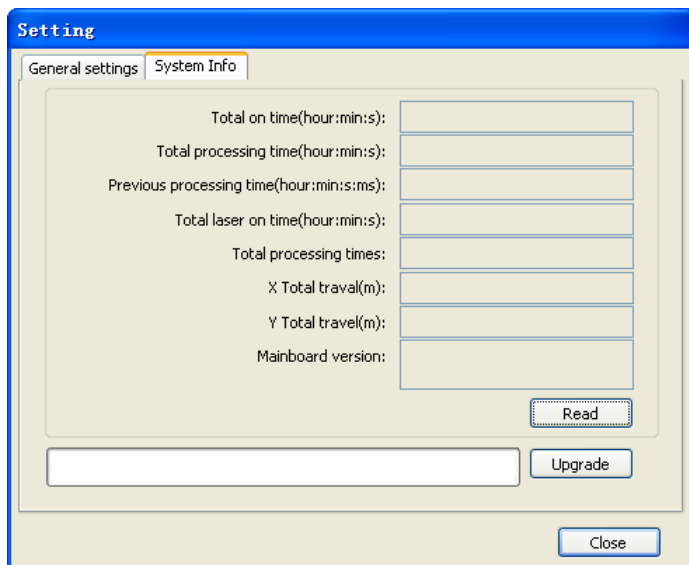 Setting
General settings System Info
Total on time(hour:min:s):
Total processing time(hour:min:s):
Previous processing time(hour:min:s:ms):
Total laser on time(hour:min:s):
Total processing times:
X Total traval(m):
Y Total travel(m):
Mainboard version:
Read
Upgrade
Close